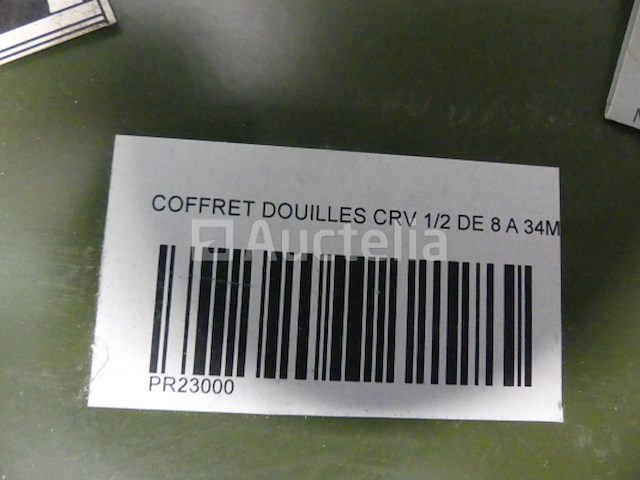 COFFRET DOUILLES CRV 1/2 DE 8 A 34M
Auctelia
PR23000